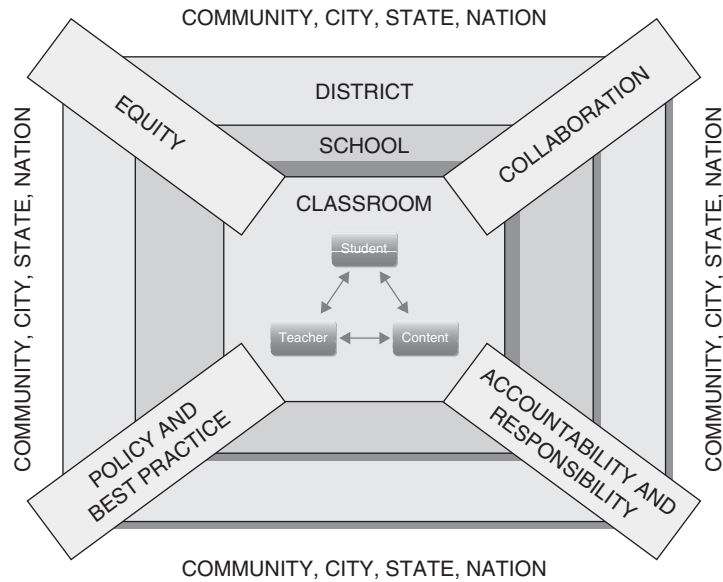 COMMUNITY, CITY, STATE, NATION
DISTRICT
EQUITY
COLLABORATION
SCHOOL
COMMUNITY, CITY, STATE, NATION
COMMUNITY, CITY, STATE, NATION
CLASSROOM
Student
Teacher
Content
POLICY AND
BEST PRACTICE
ACCOUNTABILITY AND
RESPONSIBILITY
COMMUNITY, CITY, STATE, NATION